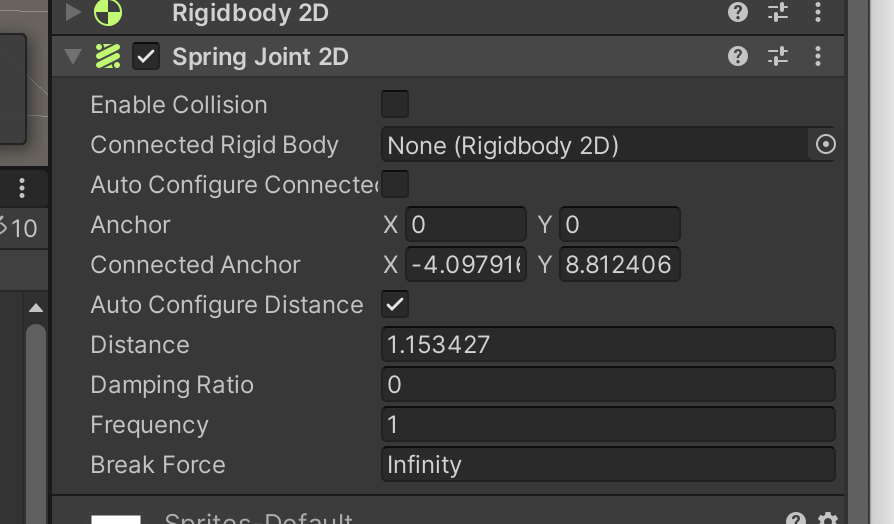 Rigidbody 2D
Spring Joint 2D
Enable Collision
Connected Rigid Body None (Rigidbody 2D)
Auto Configure Connected
10
Anchor X 0 Y 0
Connected Anchor X -4.097916 Y 8.812406
Auto Configure Distance
Distance 1.153427
Damping Ratio 0
Frequency 1
Break Force Infinity
Sprites-Default